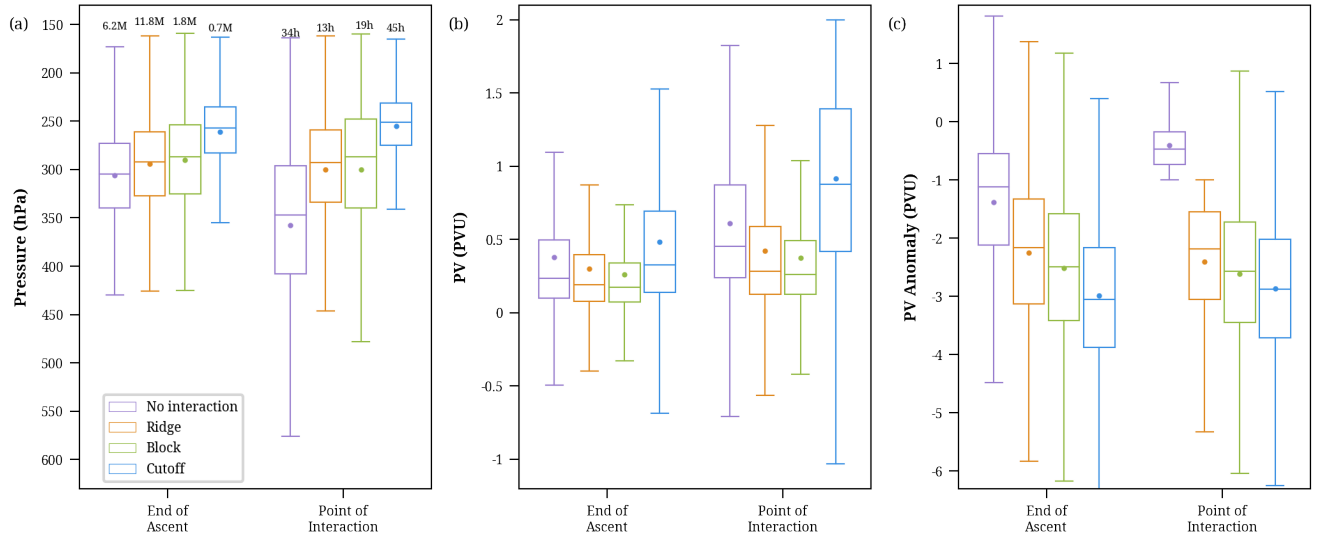 (a)
Pressure (hPa)
150
200
250
300
350
400
450
500
550
600
6.2M 11.8M 1.8M 0.7M 34h 13h 19h 45h
No interaction
Ridge
Block
Cutoff
End of
Ascent
Point of
Interaction
(b)
PV (PVU)
2
1.5
1
0.5
0
-0.5
-1
End of
Ascent
Point of
Interaction
(c)
PV Anomaly (PVU)
1
0
-1
-2
-3
-4
-5
-6
End of
Ascent
Point of
Interaction